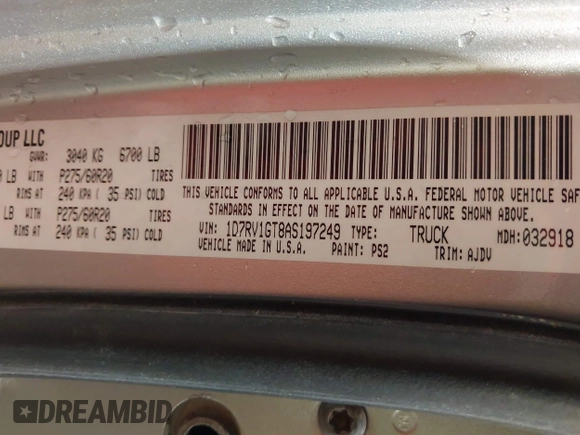 OUP LLC
GVWR: 3040 KG 6700 LB
LB WITH P275/60R20 TIRES
RIMS AT 240 KPA ( 35 PSI) COLD
LB WITH P275/60R20 TIRES
RIMS AT 240 KPA ( 35 PSI) COLD
THIS VEHICLE CONFORMS TO ALL APPLICABLE U.S.A. FEDERAL MOTOR VEHICLE SAF
STANDARDS IN EFFECT ON THE DATE OF MANUFACTURE SHOWN ABOVE.
VIN: 1D7RV1GT8AS197249 TYPE: TRUCK MDH:032918
VEHICLE MADE IN U.S.A. PAINT: PS2 TRIM: AJDV
DREAMBID